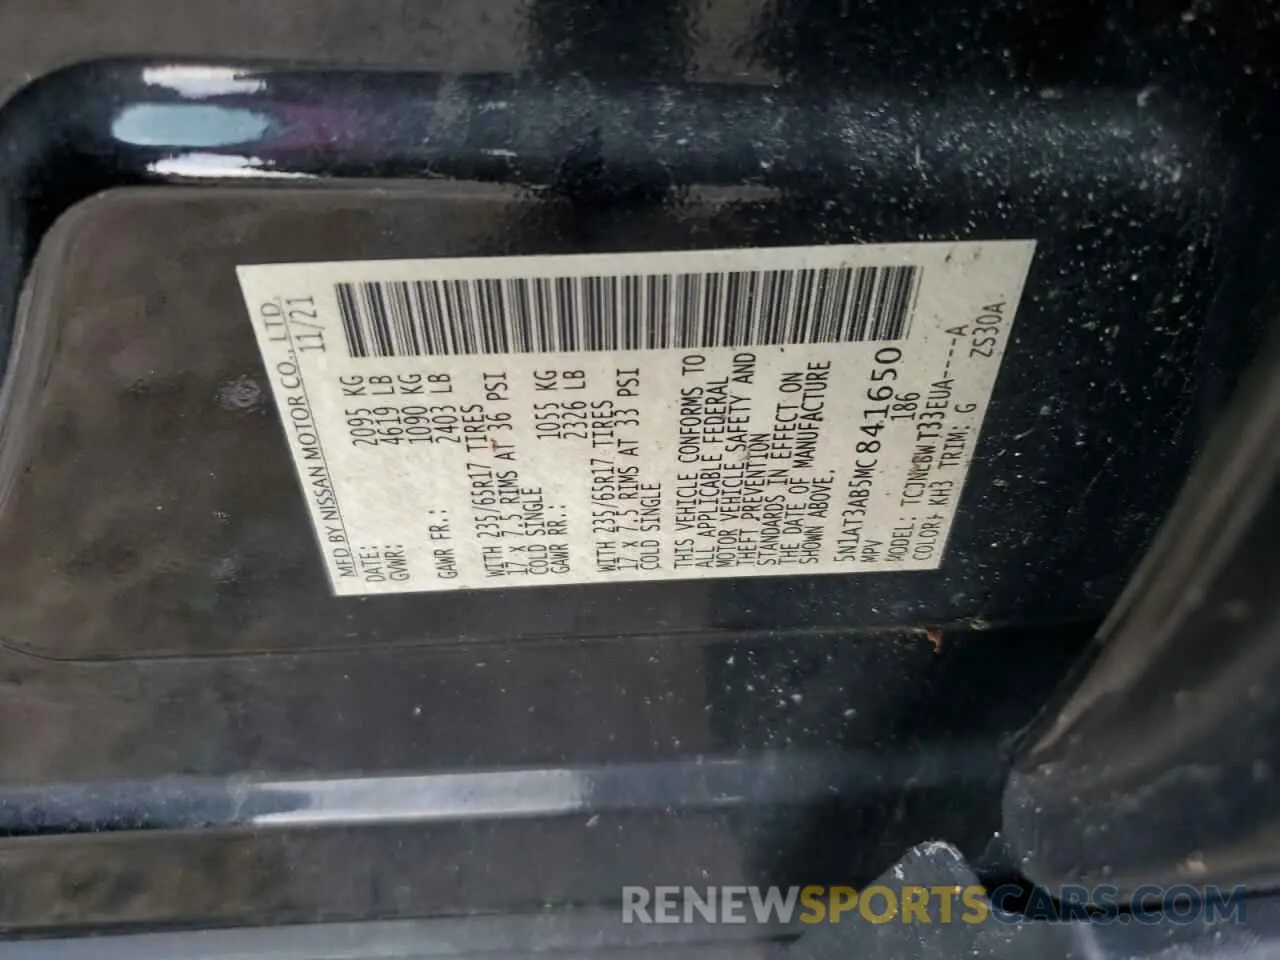 MFD BY NISSAN MOTOR CO., LTD.
DATE: 11/21
GVWR: 2095 KG
4619 LB
GAWR FR.: 1090 KG
2403 LB
WITH 235/65R17 TIRES
17 X 7.5 RIMS AT 36 PSI
COLD SINGLE
GAWR RR.: 1055 KG
2326 LB
WITH 235/65R17 TIRES
17 X 7.5 RIMS AT 33 PSI
COLD SINGLE
THIS VEHICLE CONFORMS TO
ALL APPLICABLE FEDERAL
MOTOR VEHICLE SAFETY AND
THEFT PREVENTION
STANDARDS IN EFFECT ON
THE DATE OF MANUFACTURE
SHOWN ABOVE.
5N1AT3AB5MC841650
MPV 186
MODEL: TCJNLBWT33EUA-----A
COLOR: KH3 TRIM: G ZS30A
RENEWSPORTSCARS.COM